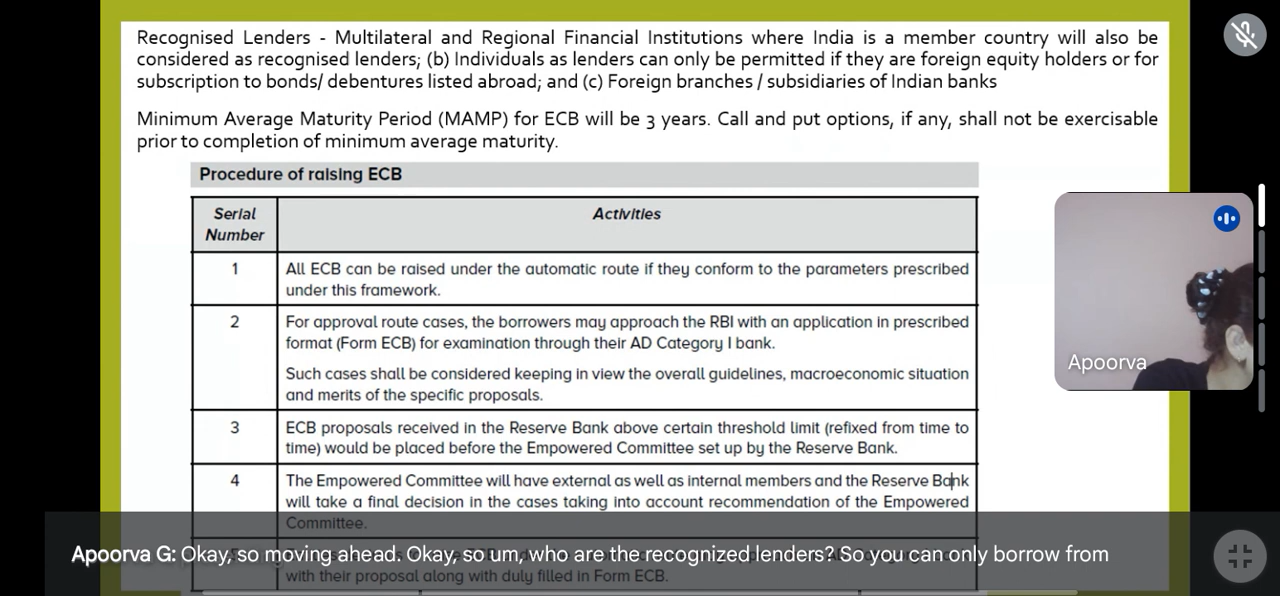 Recognised Lenders - Multilateral and Regional Financial Institutions where India is a member country will also be
considered as recognised lenders; (b) Individuals as lenders can only be permitted if they are foreign equity holders or for
subscription to bonds/ debentures listed abroad; and (c) Foreign branches / subsidiaries of Indian banks
Minimum Average Maturity Period (MAMP) for ECB will be 3 years. Call and put options, if any, shall not be exercisable
prior to completion of minimum average maturity.
Procedure of raising ECB
Serial
Number
Activities
1
All ECB can be raised under the automatic route if they conform to the parameters prescribed
under this framework.
2
For approval route cases, the borrowers may approach the RBI with an application in prescribed
format (Form ECB) for examination through their AD Category I bank.
Such cases shall be considered keeping in view the overall guidelines, macroeconomic situation
and merits of the specific proposals.
3
ECB proposals received in the Reserve Bank above certain threshold limit (refixed from time to
time) would be placed before the Empowered Committee set up by the Reserve Bank.
4
The Empowered Committee will have external as well as internal members and the Reserve Bank
will take a final decision in the cases taking into account recommendation of the Empowered
Committee.
with their proposal along with duly filled in Form ECB.
Apoorva G: Okay, so moving ahead. Okay, so um, who are the recognized lenders? So you can only borrow from
Apoorva